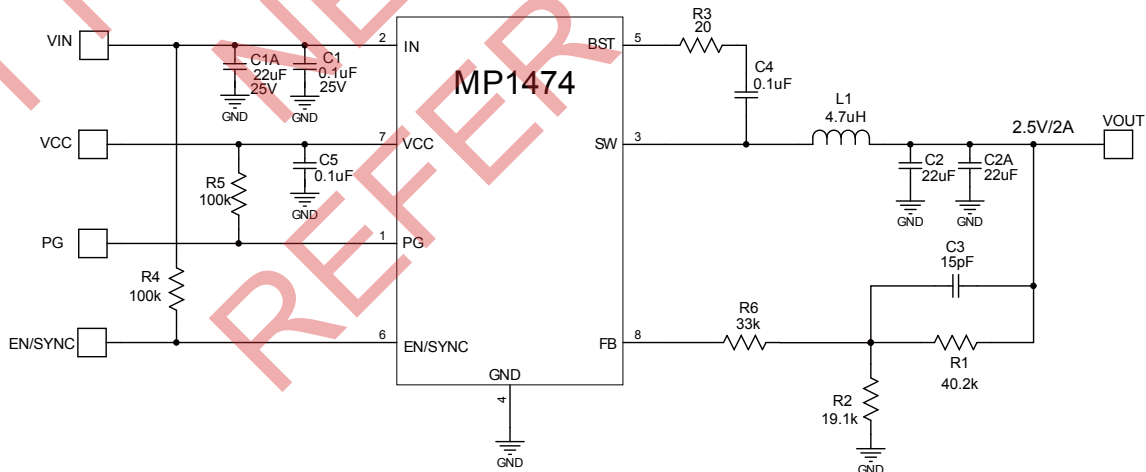 VIN
2
IN
C1A
22uF
25V
GND
C1
0.1uF
25V
GND
VCC
7
VCC
R5
100k
C5
0.1uF
GND
PG
1
PG
R4
100k
EN/SYNC
6
EN/SYNC
MP1474
GND
4
GND
BST
5
R3
20
C4
0.1uF
SW
3
L1
4.7uH
2.5V/2A
VOUT
C2
22uF
GND
C2A
22uF
GND
C3
15pF
FB
8
R6
33k
R1
40.2k
R2
19.1k
GND
NE
REFER